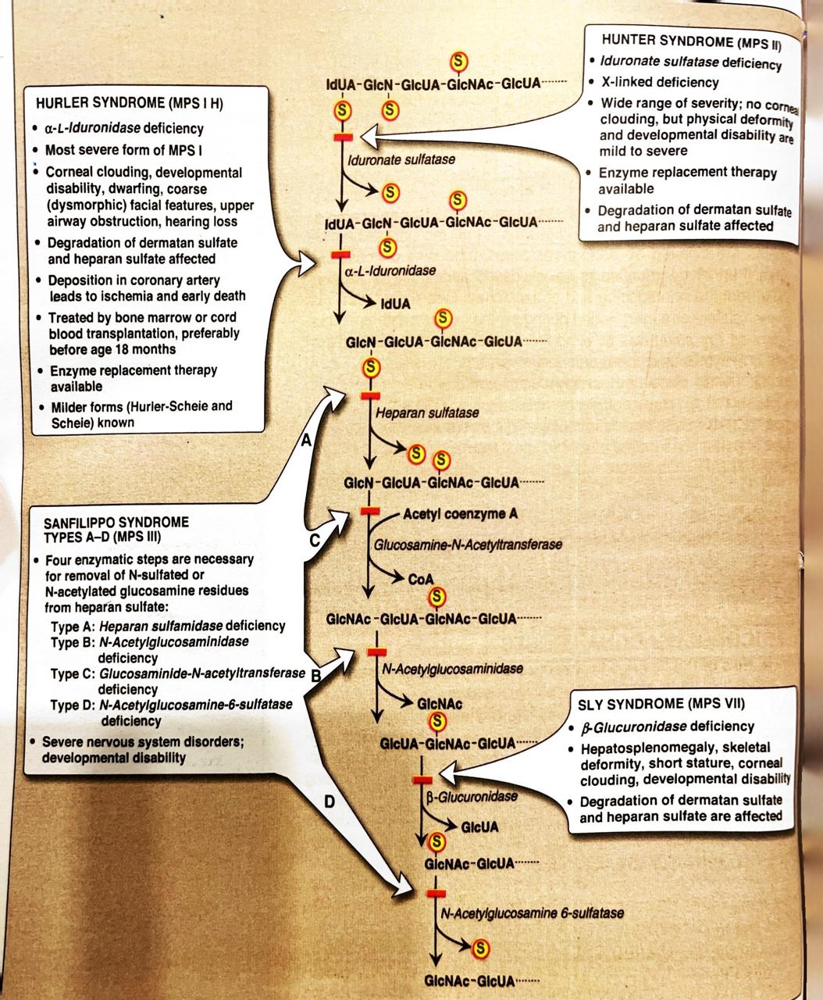 HURLER SYNDROME (MPS I H)
• α-L-Iduronidase deficiency
• Most severe form of MPS I
• Corneal clouding, developmental
disability, dwarfing, coarse
(dysmorphic) facial features, upper
airway obstruction, hearing loss
• Degradation of dermatan sulfate
and heparan sulfate affected
• Deposition in coronary artery
leads to ischemia and early death
• Treated by bone marrow or cord
blood transplantation, preferably
before age 18 months
• Enzyme replacement therapy
available
• Milder forms (Hurler-Scheie and
Scheie) known
HUNTER SYNDROME (MPS II)
• Iduronate sulfatase deficiency
• X-linked deficiency
• Wide range of severity; no corneal
clouding, but physical deformity
and developmental disability are
mild to severe
• Enzyme replacement therapy
available
• Degradation of dermatan sulfate
and heparan sulfate affected
S
IdUA-GlcN-GlcUA-GlcNAc-GlcUA········
S S
Iduronate sulfatase
S
S
IdUA-GlcN-GlcUA-GlcNAc-GlcUA········
S
α-L-Iduronidase
IdUA
S
GlcN-GlcUA-GlcNAc-GlcUA········
S
Heparan sulfatase
S
S
GlcN-GlcUA-GlcNAc-GlcUA········
Acetyl coenzyme A
Glucosamine-N-Acetyltransferase
CoA
S
GlcNAc-GlcUA-GlcNAc-GlcUA········
N-Acetylglucosaminidase
GlcNAc
S
GlcUA-GlcNAc-GlcUA········
β-Glucuronidase
GlcUA
S
GlcNAc-GlcUA········
N-Acetylglucosamine 6-sulfatase
S
GlcNAc-GlcUA········
A
C
B
D
SANFILIPPO SYNDROME
TYPES A–D (MPS III)
• Four enzymatic steps are necessary
for removal of N-sulfated or
N-acetylated glucosamine residues
from heparan sulfate:
Type A: Heparan sulfamidase deficiency
Type B: N-Acetylglucosaminidase
deficiency
Type C: Glucosaminide-N-acetyltransferase
deficiency
Type D: N-Acetylglucosamine-6-sulfatase
deficiency
• Severe nervous system disorders;
developmental disability
SLY SYNDROME (MPS VII)
• β-Glucuronidase deficiency
• Hepatosplenomegaly, skeletal
deformity, short stature, corneal
clouding, developmental disability
• Degradation of dermatan sulfate
and heparan sulfate are affected